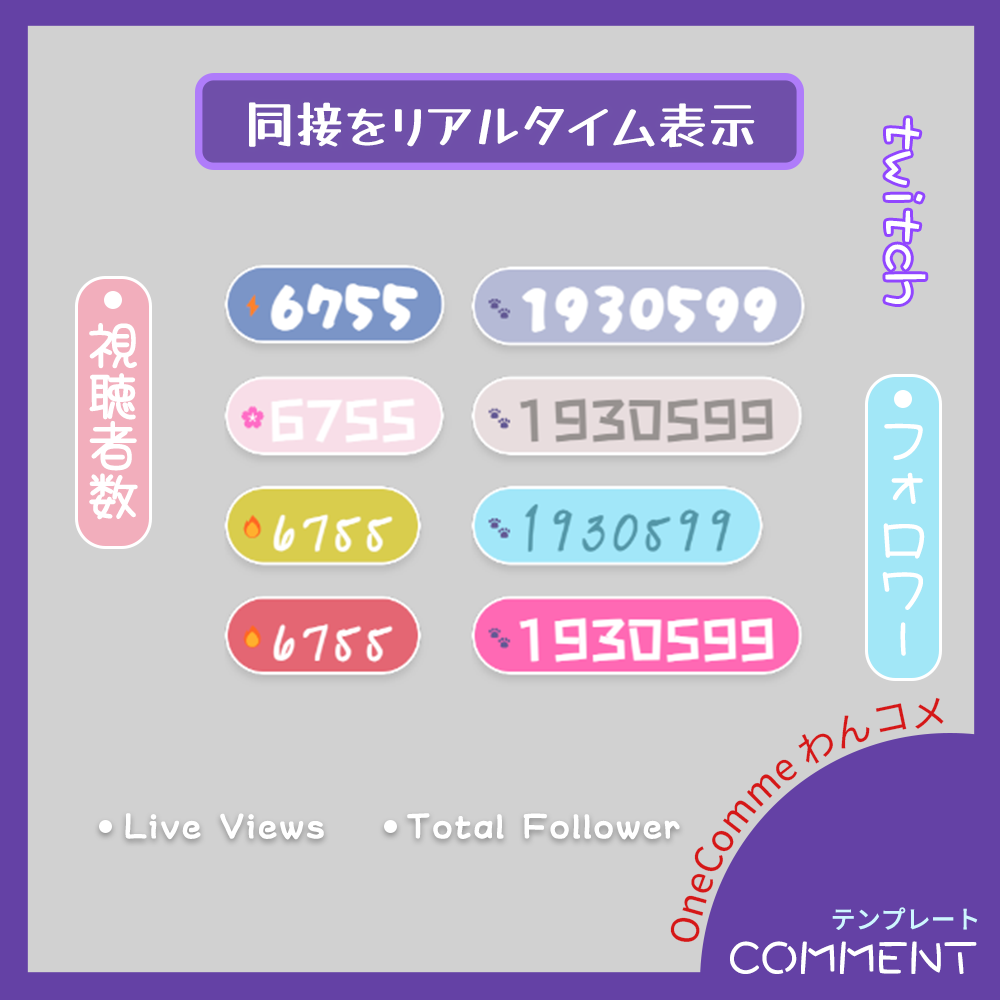 同接をリアルタイム表示
twitch
視聴者数
6755
1930599
6755
1930599
6755
1930599
6755
1930599
フォロワー
•Live Views
•Total Follower
OneComme わんコメ
テンプレート
COMMENT